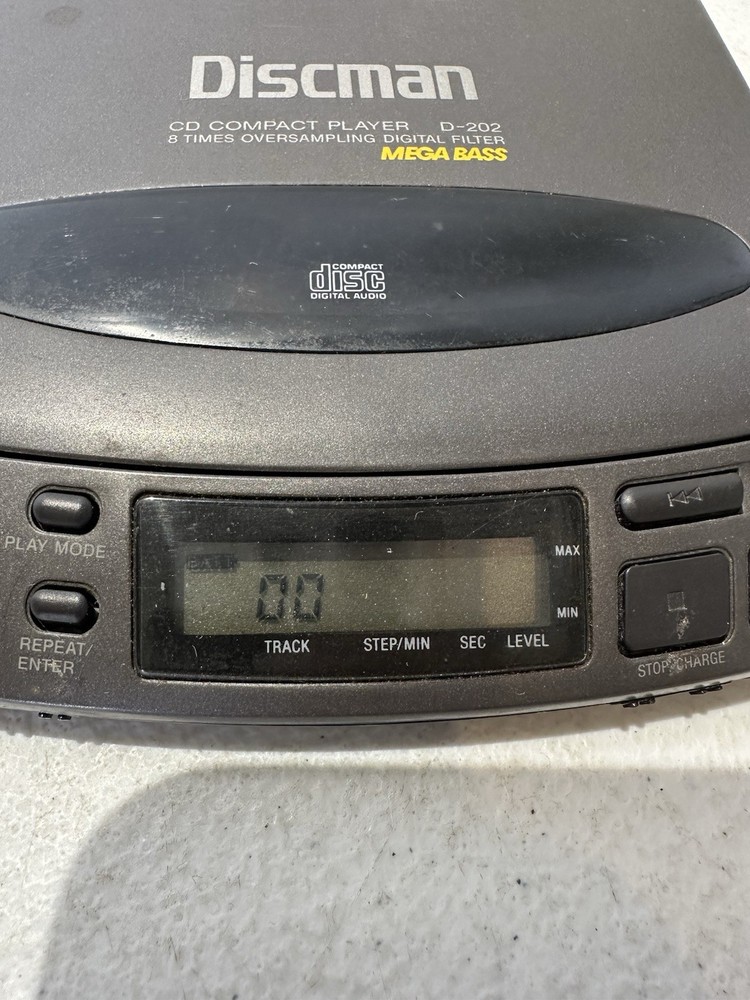 Discman
CD COMPACT PLAYER D-202
8 TIMES OVERSAMPLING DIGITAL FILTER
MEGA BASS
COMPACT
disc
DIGITAL AUDIO
PLAY MODE
REPEAT/
ENTER
BATT
00
MAX
MIN
TRACK STEP/MIN SEC LEVEL
STOP/CHARGE